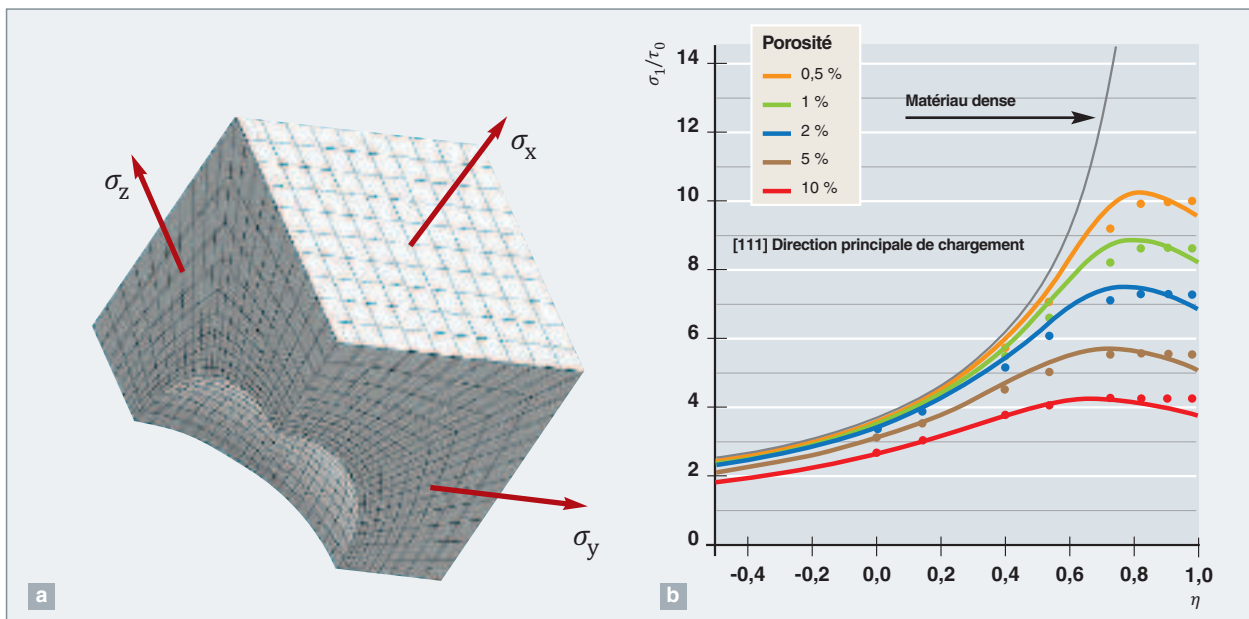 σx
σz
σy
a
σ1/τ0
14
12
10
8
6
4
2
0
Porosité
0,5 %
1 %
2 %
5 %
10 %
Matériau dense
[111] Direction principale de chargement
-0,4 -0,2 0,0 0,2 0,4 0,6 0,8 1,0
η
b